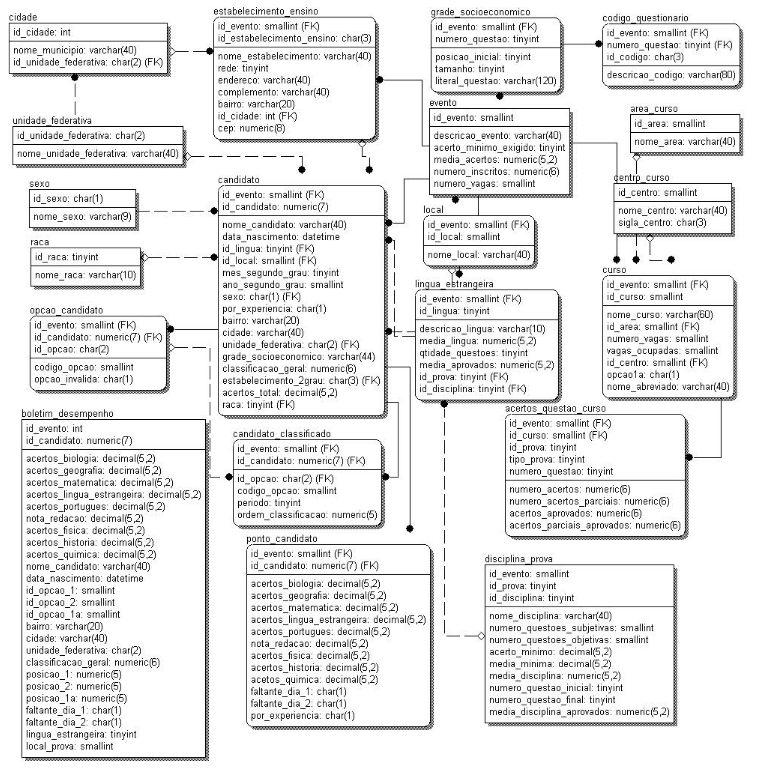 cidade
id_cidade: int
nome_municipio: varchar(40)
id_unidade_federativa: char(2) (FK)
estabelecimento_ensino
id_evento: smallint (FK)
id_estabelecimento_ensino: char(3)
nome_estabelecimento: varchar(40)
rede: tinyint
endereco: varchar(40)
complemento: varchar(40)
bairro: varchar(20)
id_cidade: int (FK)
cep: numeric(8)
grade_socioeconomico
id_evento: smallint (FK)
numero_questao: tinyint
posicao_inicial: tinyint
tamanho: tinyint
literal_questao: varchar(120)
codigo_questionario
id_evento: smallint (FK)
numero_questao: tinyint (FK)
id_codigo: char(3)
descricao_codigo: varchar(80)
unidade_federativa
id_unidade_federativa: char(2)
nome_unidade_federativa: varchar(40)
evento
id_evento: smallint
descricao_evento: varchar(40)
acerto_minimo_exigido: tinyint
media_acertos: numeric(5,2)
numero_inscritos: numeric(6)
numero_vagas: smallint
area_curso
id_area: smallint
nome_area: varchar(40)
sexo
id_sexo: char(1)
nome_sexo: varchar(9)
candidato
id_evento: smallint (FK)
id_candidato: numeric(7)
nome_candidato: varchar(40)
data_nascimento: datetime
id_lingua: tinyint (FK)
id_local: smallint (FK)
mes_segundo_grau: tinyint
ano_segundo_grau: smallint
sexo: char(1) (FK)
por_experiencia: char(1)
bairro: varchar(20)
cidade: varchar(40)
unidade_federativa: char(2) (FK)
grade_socioeconomico: varchar(44)
classificacao_geral: numeric(6)
estabelecimento_2grau: char(3) (FK)
acertos_total: decimal(5,2)
raca: tinyint (FK)
centro_curso
id_centro: smallint
nome_centro: varchar(40)
sigla_centro: char(3)
local
id_evento: smallint (FK)
id_local: smallint
nome_local: varchar(40)
raca
id_raca: tinyint
nome_raca: varchar(10)
lingua_estrangeira
id_evento: smallint (FK)
id_lingua: tinyint
descricao_lingua: varchar(10)
media_lingua: numeric(5,2)
qtidade_questoes: tinyint
media_aprovados: numeric(5,2)
id_prova: tinyint (FK)
id_disciplina: tinyint (FK)
curso
id_evento: smallint (FK)
id_curso: smallint
nome_curso: varchar(60)
id_area: smallint (FK)
numero_vagas: smallint
vagas_ocupadas: smallint
id_centro: smallint (FK)
opcao1a: char(1)
nome_abreviado: varchar(40)
opcao_candidato
id_evento: smallint (FK)
id_candidato: numeric(7) (FK)
id_opcao: char(2)
codigo_opcao: smallint
opcao_invalida: char(1)
boletim_desempenho
id_evento: int
id_candidato: numeric(7)
acertos_biologia: decimal(5,2)
acertos_geografia: decimal(5,2)
acertos_matematica: decimal(5,2)
acertos_lingua_estrangeira: decimal(5,2)
acertos_portugues: decimal(5,2)
nota_redacao: decimal(5,2)
acertos_fisica: decimal(5,2)
acertos_historia: decimal(5,2)
acertos_quimica: decimal(5,2)
nome_candidato: varchar(40)
data_nascimento: datetime
id_opcao_1: smallint
id_opcao_2: smallint
id_opcao_1a: smallint
bairro: varchar(20)
cidade: varchar(40)
unidade_federativa: char(2)
classificacao_geral: numeric(6)
posicao_1: numeric(5)
posicao_2: numeric(5)
posicao_1a: numeric(5)
faltante_dia_1: char(1)
faltante_dia_2: char(1)
lingua_estrangeira: tinyint
local_prova: smallint
candidato_classificado
id_evento: smallint (FK)
id_candidato: numeric(7) (FK)
id_opcao: char(2) (FK)
codigo_opcao: smallint
periodo: tinyint
ordem_classificacao: numeric(5)
acertos_questao_curso
id_evento: smallint (FK)
id_curso: smallint (FK)
id_prova: tinyint
tipo_prova: tinyint
numero_questao: tinyint
numero_acertos: numeric(6)
numero_acertos_parciais: numeric(6)
acertos_aprovados: numeric(6)
acertos_parciais_aprovados: numeric(6)
ponto_candidato
id_evento: smallint (FK)
id_candidato: numeric(7) (FK)
acertos_biologia: decimal(5,2)
acertos_geografia: decimal(5,2)
acertos_matematica: decimal(5,2)
acertos_lingua_estrangeira: decimal(5,2)
acertos_portugues: decimal(5,2)
nota_redacao: decimal(5,2)
acertos_fisica: decimal(5,2)
acertos_historia: decimal(5,2)
acetos_quimica: decimal(5,2)
faltante_dia_1: char(1)
faltante_dia_2: char(1)
por_experiencia: char(1)
disciplina_prova
id_evento: smallint
id_prova: tinyint
id_disciplina: tinyint
nome_disciplina: varchar(40)
numero_questoes_subjetivas: smallint
numero_questoes_objetivas: smallint
acerto_minimo: decimal(5,2)
media_minima: decimal(5,2)
media_disciplina: numeric(5,2)
numero_questao_inicial: tinyint
numero_questao_final: tinyint
media_disciplina_aprovados: numeric(5,2)